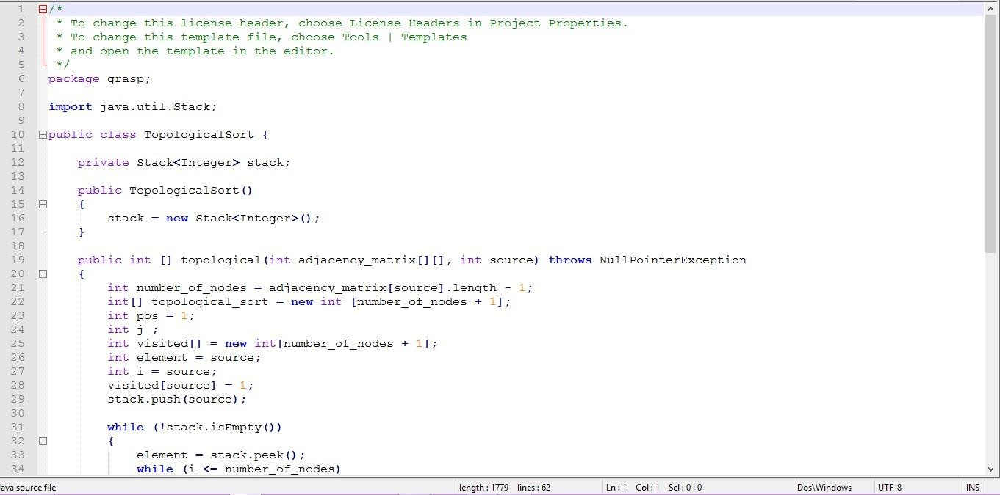 1 /*
2 * To change this license header, choose License Headers in Project Properties.
3 * To change this template file, choose Tools | Templates
4 * and open the template in the editor.
5 */
6 package grasp;
7
8 import java.util.Stack;
9
10 public class TopologicalSort {
11
12 private Stack<Integer> stack;
13
14 public TopologicalSort()
15 {
16 stack = new Stack<Integer>();
17 }
18
19 public int [] topological(int adjacency_matrix[][], int source) throws NullPointerException
20 {
21 int number_of_nodes = adjacency_matrix[source].length - 1;
22 int[] topological_sort = new int [number_of_nodes + 1];
23 int pos = 1;
24 int j ;
25 int visited[] = new int[number_of_nodes + 1];
26 int element = source;
27 int i = source;
28 visited[source] = 1;
29 stack.push(source);
30
31 while (!stack.isEmpty())
32 {
33 element = stack.peek();
34 while (i <= number_of_nodes)
ava source file length : 1779 lines : 62 Ln : 1 Col : 1 Sel : 0 | 0 Dos\Windows UTF-8 INS